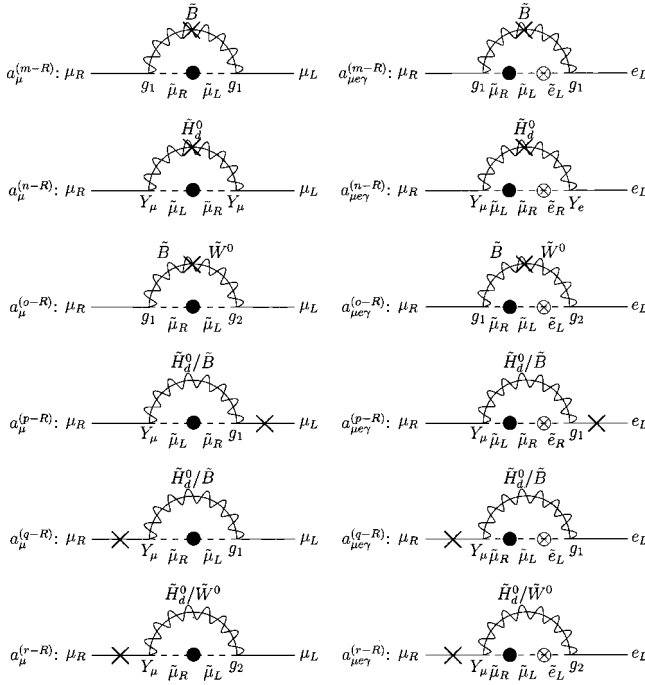 B̃ B̃
a_μ^(m−R): μ_R μ_L a_μeγ^(m−R): μ_R e_L
g_1 μ̃_R μ̃_L g_1 g_1 μ̃_R μ̃_L ẽ_L g_1
H̃_d^0 H̃_d^0
a_μ^(n−R): μ_R μ_L a_μeγ^(n−R): μ_R e_L
Y_μ μ̃_L μ̃_R Y_μ Y_μ μ̃_L μ̃_R ẽ_R Y_e
B̃ W̃^0 B̃ W̃^0
a_μ^(o−R): μ_R μ_L a_μeγ^(o−R): μ_R e_L
g_1 μ̃_R μ̃_L g_2 g_1 μ̃_R μ̃_L ẽ_L g_2
H̃_d^0/B̃ H̃_d^0/B̃
a_μ^(p−R): μ_R μ_L a_μeγ^(p−R): μ_R e_L
Y_μ μ̃_L μ̃_R g_1 Y_μ μ̃_L μ̃_R ẽ_R g_1
H̃_d^0/B̃ H̃_d^0/B̃
a_μ^(q−R): μ_R μ_L a_μeγ^(q−R): μ_R e_L
Y_μ μ̃_R μ̃_L g_1 Y_μ μ̃_R μ̃_L ẽ_L g_1
H̃_d^0/W̃^0 H̃_d^0/W̃^0
a_μ^(r−R): μ_R μ_L a_μeγ^(r−R): μ_R e_L
Y_μ μ̃_R μ̃_L g_2 Y_μ μ̃_R μ̃_L ẽ_L g_2